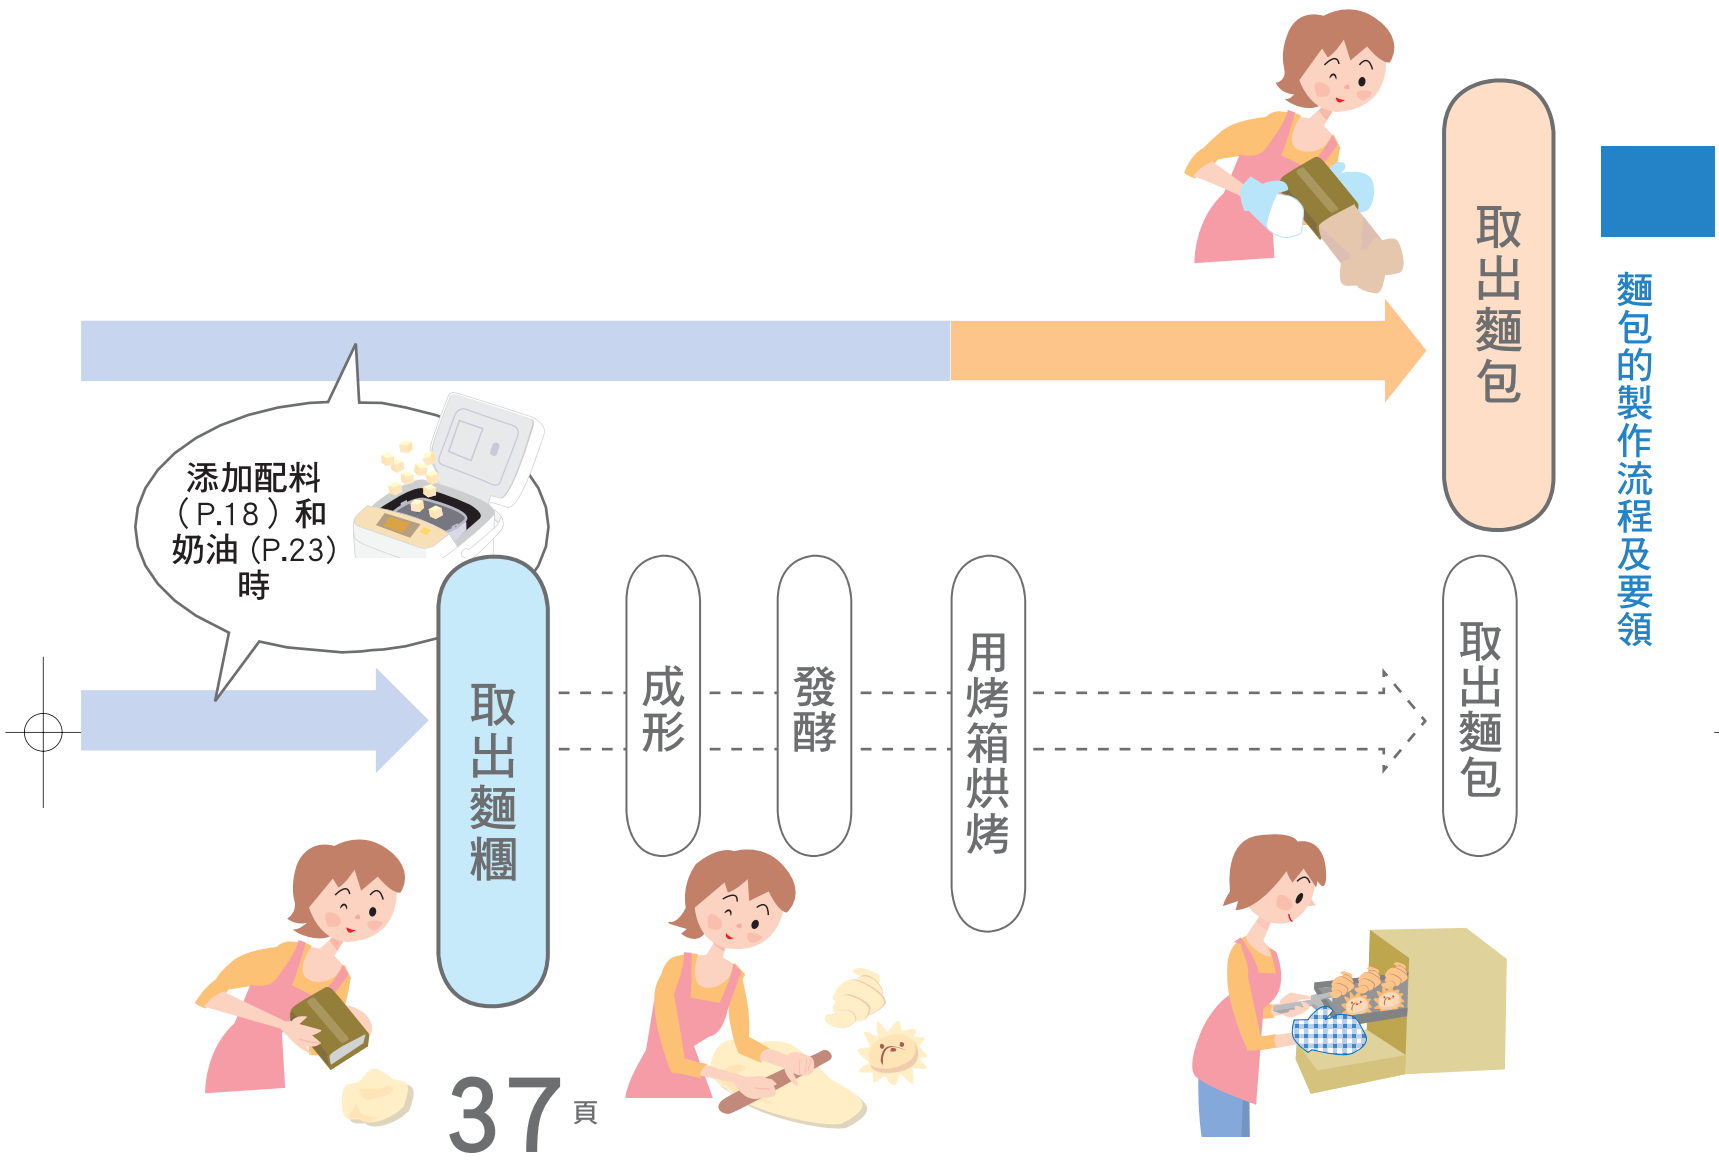 取出麵包
麵包的製作流程及要領
添加配料
（P.18）和
奶油 (P.23)
時
取出麵糰
成形
發酵
用烤箱烘烤
取出麵包
37頁